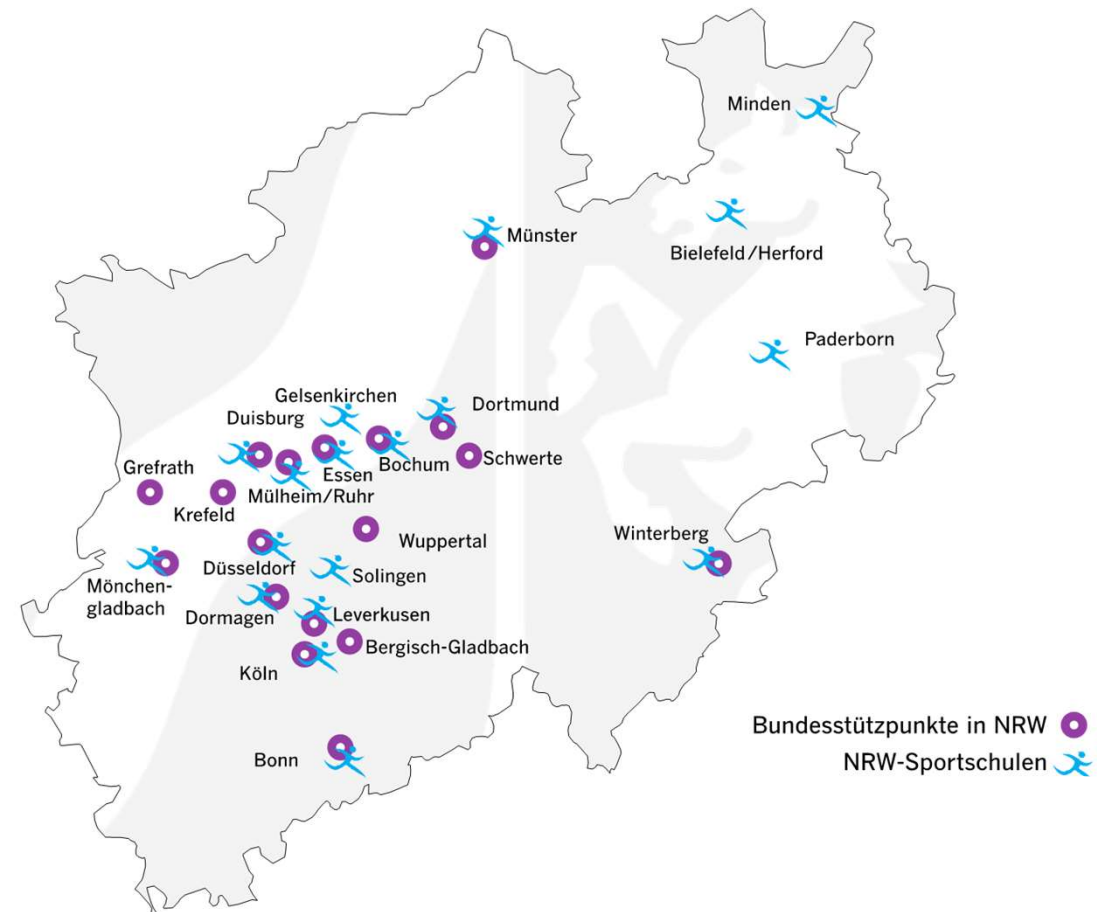 Minden
Münster
Bielefeld/Herford
Paderborn
Gelsenkirchen
Dortmund
Duisburg
Bochum
Schwerte
Grefrath
Essen
Mülheim/Ruhr
Krefeld
Winterberg
Wuppertal
Düsseldorf
Solingen
Mönchen-
gladbach
Dormagen
Leverkusen
Bergisch-Gladbach
Köln
Bonn
Bundesstützpunkte in NRW
NRW-Sportschulen